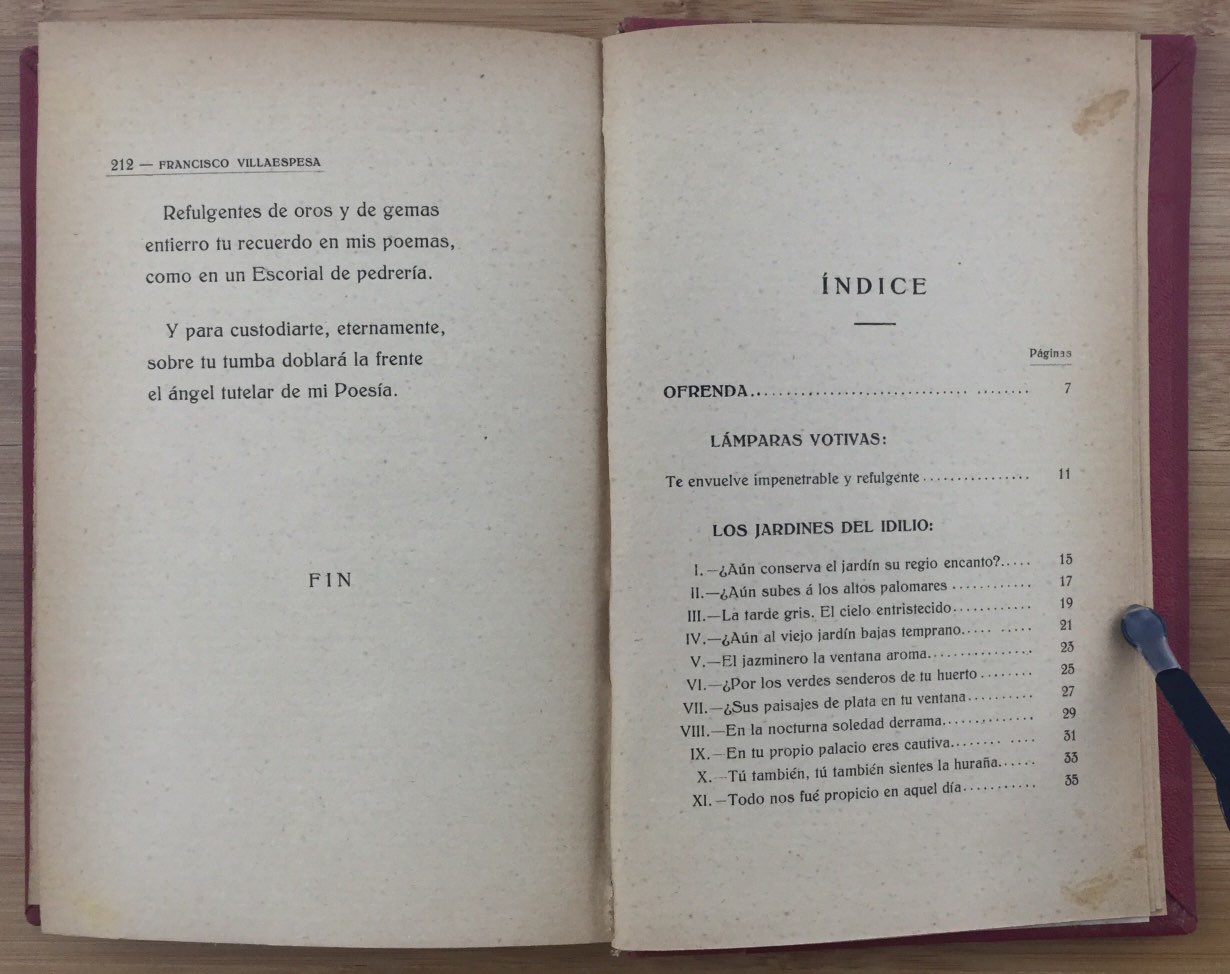 212 — FRANCISCO VILLAESPESA
Refulgentes de oros y de gemas
entierro tu recuerdo en mis poemas,
como en un Escorial de pedrería.
Y para custodiarte, eternamente,
sobre tu tumba doblará la frente
el ángel tutelar de mi Poesía.
FIN
ÍNDICE
Páginas
OFRENDA.............................. ........ 7
LÁMPARAS VOTIVAS:
Te envuelve impenetrable y refulgente................ 11
LOS JARDINES DEL IDILIO:
I.—¿Aún conserva el jardín su regio encanto?..... 15
II.—¿Aún subes á los altos palomares............ 17
III.—La tarde gris. El cielo entristecido............ 19
IV.—¿Aún al viejo jardín bajas temprano..... ..... 21
V.—El jazminero la ventana aroma................ 23
VI.—¿Por los verdes senderos de tu huerto........ 25
VII.—¿Sus paisajes de plata en tu ventana.......... 27
VIII.—En la nocturna soledad derrama.............. 29
IX.—En tu propio palacio eres cautiva........ .... 31
X.—Tú también, tú también sientes la huraña...... 33
XI.—Todo nos fué propicio en aquel día........... 35